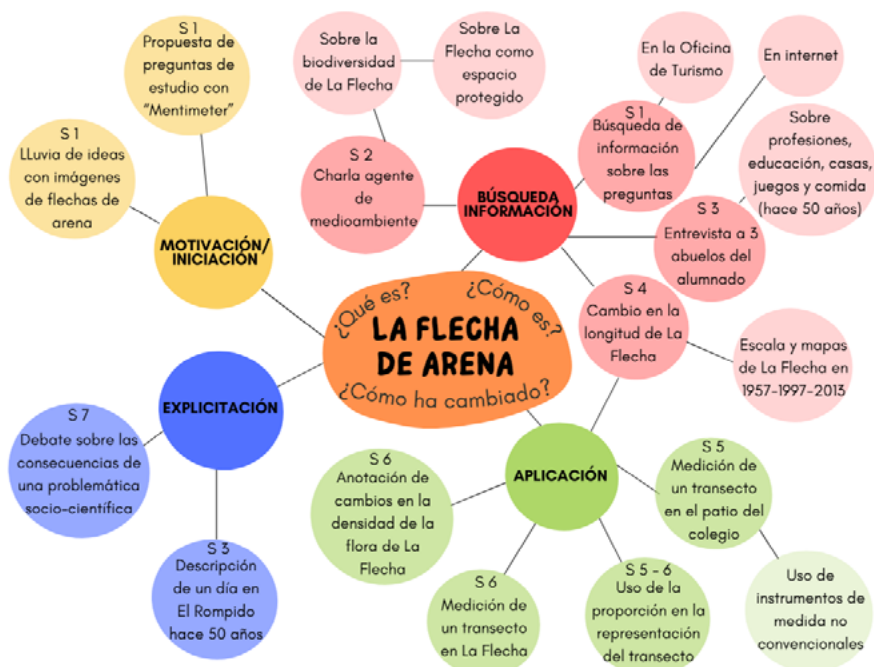 S 1
Propuesta de
preguntas de
estudio con
“Mentimeter”
S 1
LLuvia de ideas
con imágenes
de flechas de
arena
MOTIVACIÓN/
INICIACIÓN
Sobre la
biodiversidad
de La Flecha
Sobre La
Flecha como
espacio
protegido
S 2
Charla agente
de
medioambiente
BÚSQUEDA
INFORMACIÓN
En la Oficina
de Turismo
En internet
S 1
Búsqueda de
información
sobre las
preguntas
Sobre
profesiones,
educación, casas,
juegos y comida
(hace 50 años)
S 3
Entrevista a 3
abuelos del
alumnado
S 4
Cambio en la
longitud de La
Flecha
Escala y mapas
de La Flecha en
1957-1997-2013
¿Qué es?
¿Cómo es?
LA FLECHA
DE ARENA
¿Cómo ha cambiado?
EXPLICITACIÓN
S 7
Debate sobre las
consecuencias de
una problemática
socio-científica
S 3
Descripción
de un día en
El Rompido
hace 50 años
APLICACIÓN
S 6
Anotación de
cambios en la
densidad de la
flora de La
Flecha
S 6
Medición de
un transecto
en La Flecha
S 5 - 6
Uso de la
proporción en la
representación
del transecto
S 5
Medición de
un transecto
en el patio del
colegio
Uso de
instrumentos de
medida no
convencionales